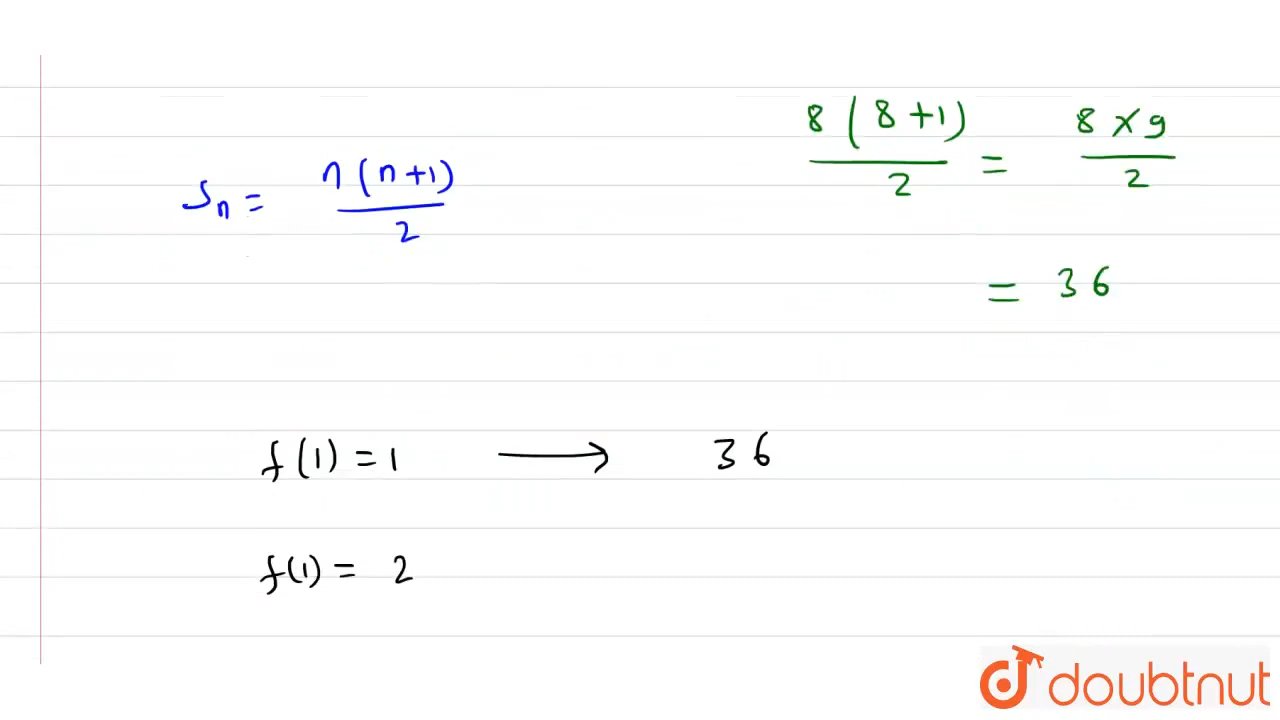 S_n = n(n+1)/2
8(8+1)/2 = 8×9/2
= 36
f(1) = 1 → 36
f(1) = 2
doubtnut